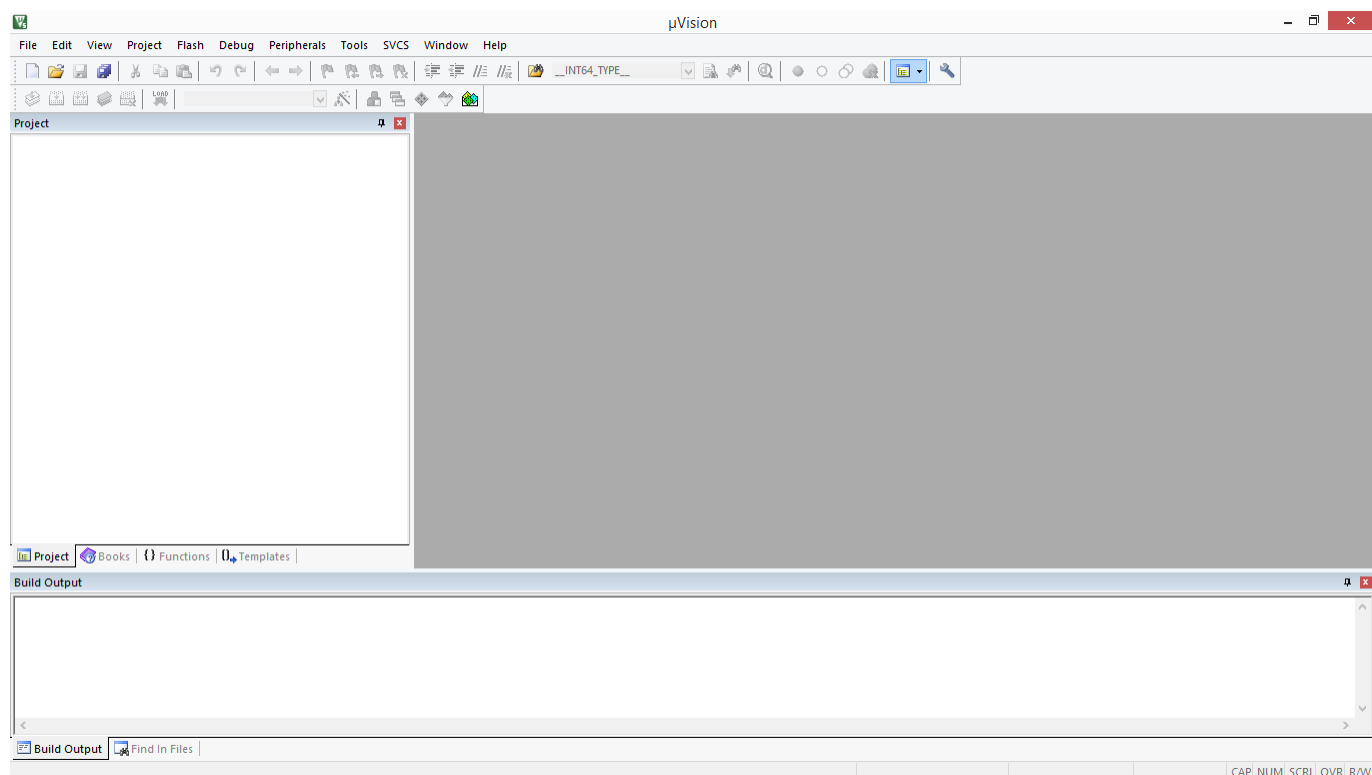 µVision
File Edit View Project Flash Debug Peripherals Tools SVCS Window Help
__INT64_TYPE__
LOAD
Project
Project Books Functions Templates
Build Output
Build Output Find In Files
CAP NUM SCRL OVR R/W